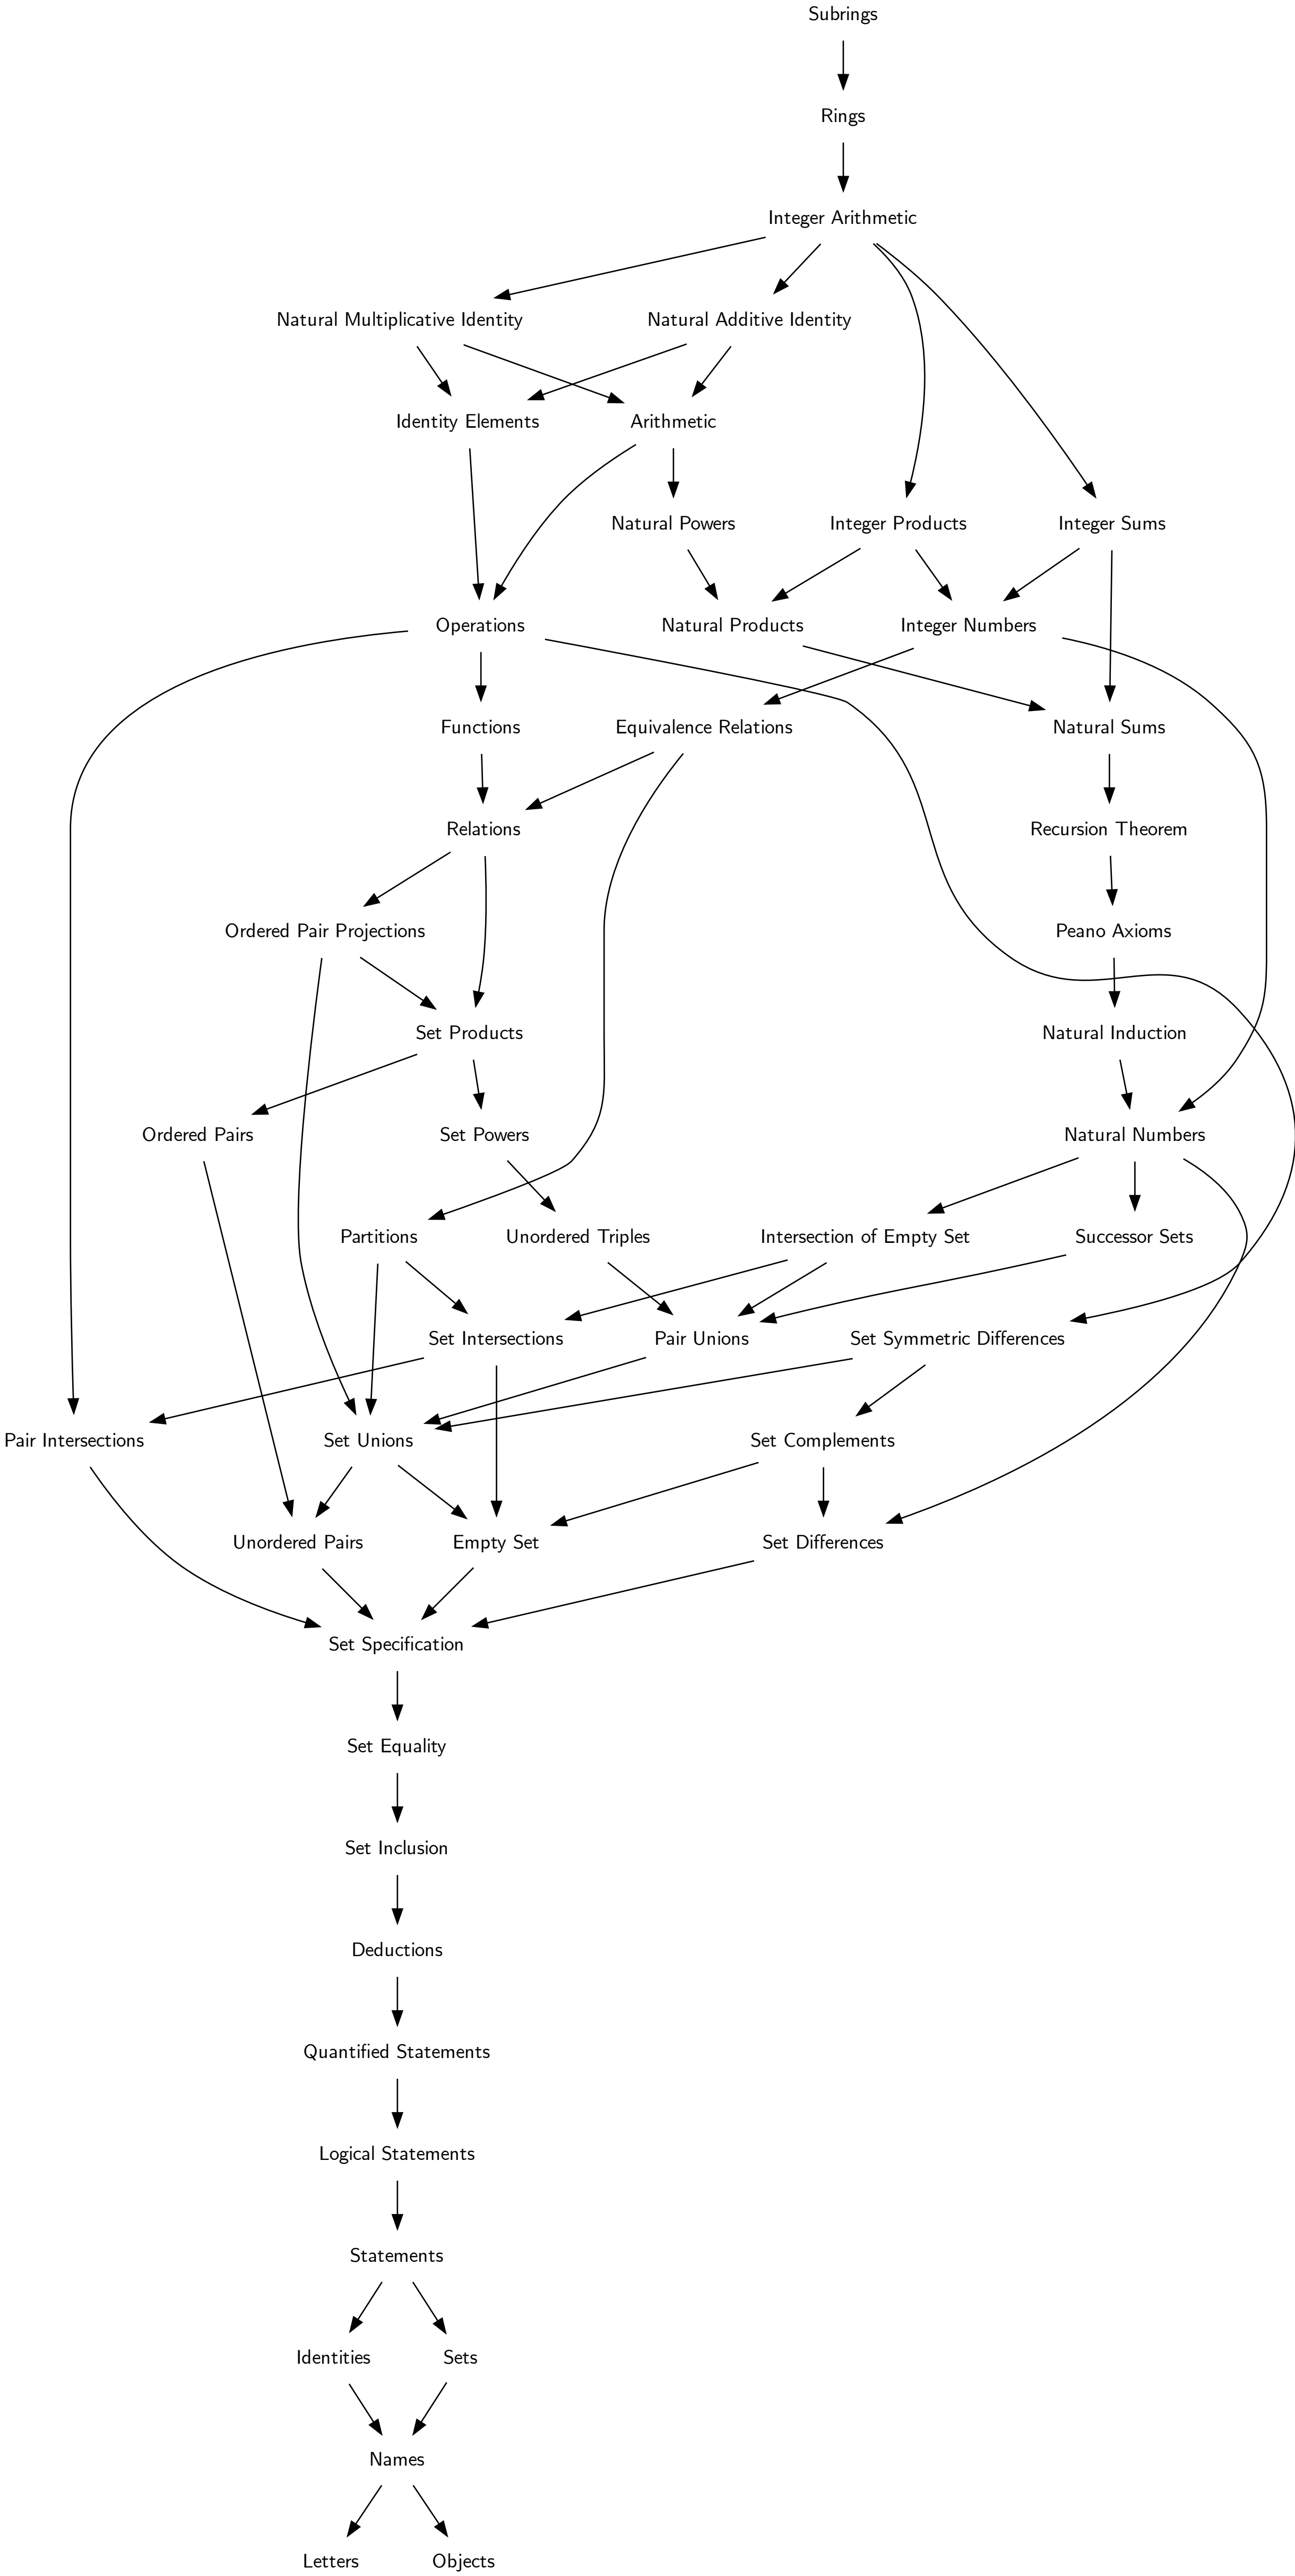 Subrings
Rings
Integer Arithmetic
Natural Multiplicative Identity
Natural Additive Identity
Identity Elements
Arithmetic
Natural Powers
Integer Products
Integer Sums
Operations
Natural Products
Integer Numbers
Functions
Equivalence Relations
Natural Sums
Relations
Recursion Theorem
Ordered Pair Projections
Peano Axioms
Set Products
Natural Induction
Ordered Pairs
Set Powers
Natural Numbers
Partitions
Unordered Triples
Intersection of Empty Set
Successor Sets
Set Intersections
Pair Unions
Set Symmetric Differences
Pair Intersections
Set Unions
Set Complements
Unordered Pairs
Empty Set
Set Differences
Set Specification
Set Equality
Set Inclusion
Deductions
Quantified Statements
Logical Statements
Statements
Identities
Sets
Names
Letters
Objects